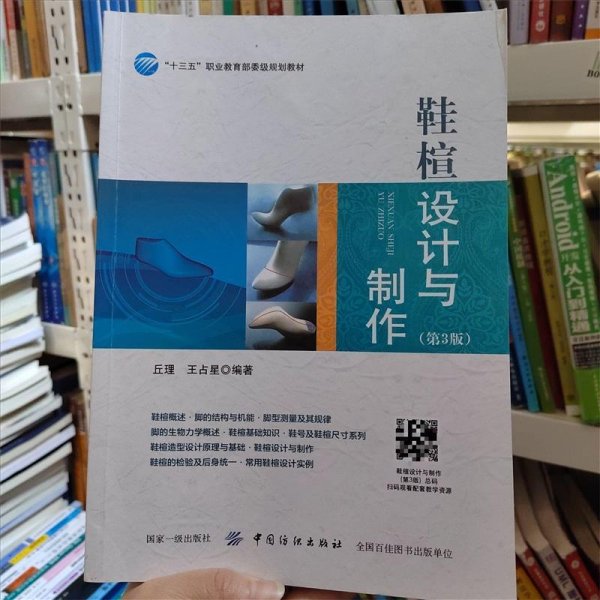 “十三五”职业教育部委级规划教材
鞋楦
设计与
制作
XIEXUAN SHEJI
YU ZHIZUO
(第3版)
丘理 王占星◎编著
鞋楦概述·脚的结构与机能·脚型测量及其规律
脚的生物力学概述·鞋楦基础知识·鞋号及鞋楦尺寸系列
鞋楦造型设计原理与基础·鞋楦设计与制作
鞋楦的检验及后身统一·常用鞋楦设计实例
鞋楦设计与制作
(第3版)总码
扫码观看配套教学资源
国家一级出版社
中国纺织出版社
全国百佳图书出版单位
Android
从入门到精通